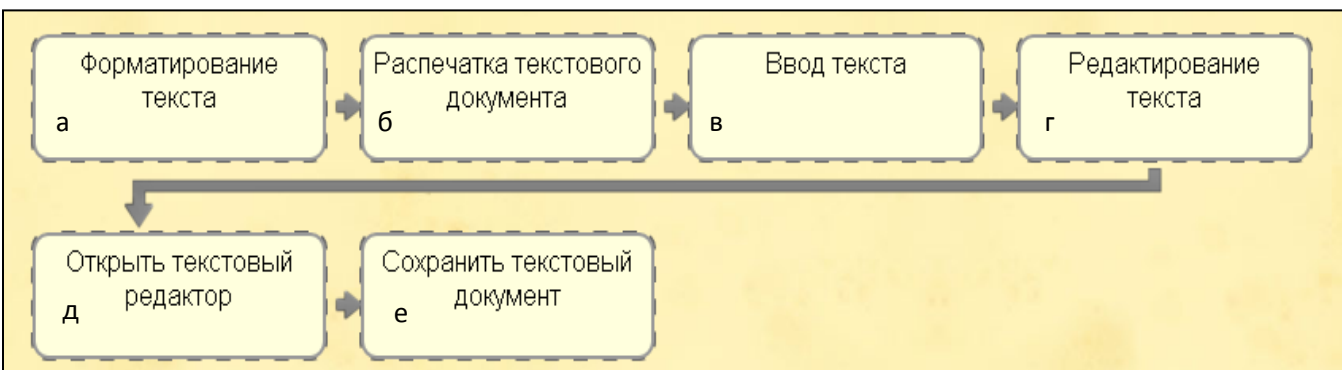 Форматирование
текста
а
Распечатка текстового
документа
б
Ввод текста
в
Редактирование
текста
г
Открыть текстовый
редактор
д
Сохранить текстовый
документ
е